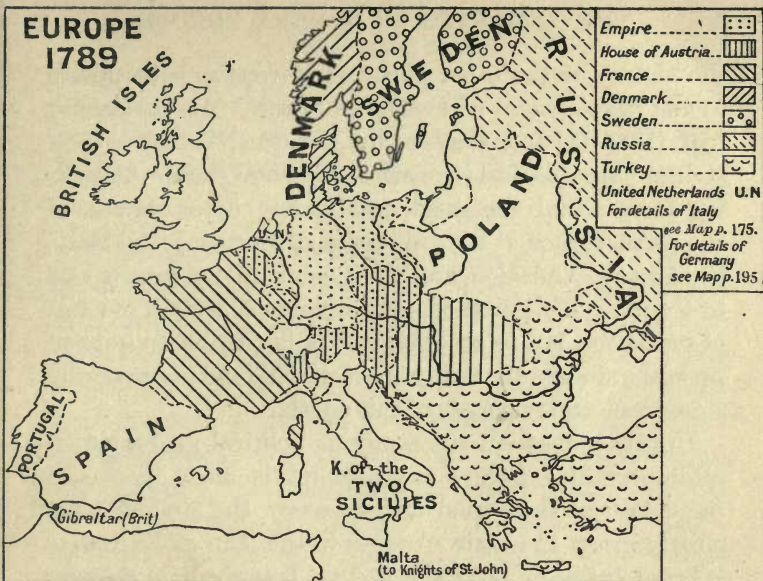 EUROPE
1789
BRITISH ISLES
DENMARK
SWEDEN
RUSSIA
POLAND
PORTUGAL
SPAIN
Gibraltar (Brit)
K. of the
TWO
SICILIES
Malta
(to Knights of St. John)
U.N.
Empire
House of Austria
France
Denmark
Sweden
Russia
Turkey
United Netherlands U.N
For details of Italy
see Map p. 175.
For details of
Germany
see Map p. 195